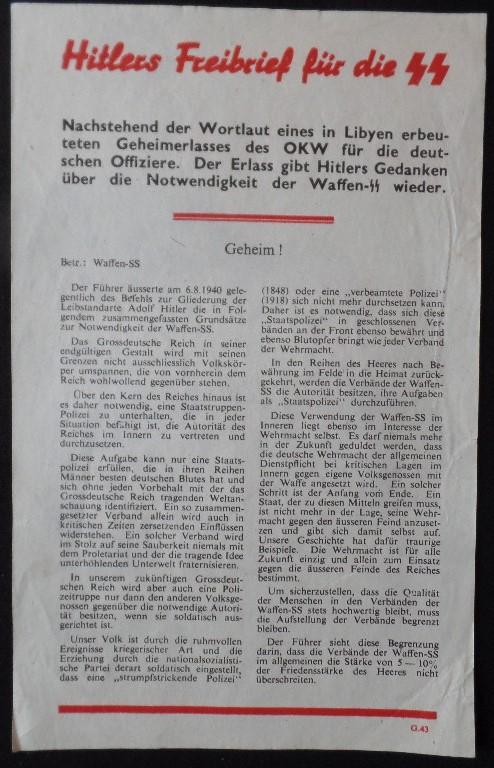 Hitlers Freibrief für die SS
Nachstehend der Wortlaut eines in Libyen erbeu-
teten Geheimerlasses des OKW für die deut-
schen Offiziere. Der Erlass gibt Hitlers Gedanken
über die Notwendigkeit der Waffen-SS wieder.
Geheim !
Betr.: Waffen-SS
Der Führer äusserte am 6.8.1940 gele-
gentlich des Befehls zur Gliederung der
Leibstandarte Adolf Hitler die in Fol-
gendem zusammengefassten Grundsätze
zur Notwendigkeit der Waffen-SS.
Das Grossdeutsche Reich in seiner
endgültigen Gestalt wird mit seinen
Grenzen nicht ausschliesslich Volkskör-
per umspannen, die von vornherein dem
Reich wohlwollend gegenüber stehen.
Über den Kern des Reiches hinaus ist
es daher notwendig, eine Staatstruppen-
Polizei zu unterhalten, die in jeder
Situation befähigt ist, die Autorität des
Reiches im Innern zu vertreten und
durchzusetzen.
Diese Aufgabe kann nur eine Staats-
polizei erfüllen, die in ihren Reihen
Männer besten deutschen Blutes hat und
sich ohne jeden Vorbehalt mit der das
Grossdeutsche Reich tragenden Weltan-
schauung identifiziert. Ein so zusammen-
gesetzter Verband allein wird auch in
kritischen Zeiten zersetzenden Einflüssen
widerstehen. Ein solcher Verband wird
im Stolz auf seine Sauberkeit niemals mit
dem Proletariat und der die tragende Idee
unterhöhlenden Unterwelt fraternisieren.
In unserem zukünftigen Grossdeut-
schen Reich wird aber auch eine Poli-
zeitruppe nur dann den anderen Volksge-
nossen gegenüber die notwendige Autori-
tät besitzen, wenn sie soldatisch aus-
gerichtet ist.
Unser Volk ist durch die ruhmvollen
Ereignisse kriegerischer Art und die
Erziehung durch die nationalsozialisti-
sche Partei derart soldatisch eingestellt,
dass eine „strumpfstrickende Polizei"
(1848) oder eine „verbeamtete Polizei"
(1918) sich nicht mehr durchsetzen kann.
Daher ist es notwendig, dass sich diese
„Staatspolizei" in geschlossenen Ver-
bänden an der Front ebenso bewährt und
ebenso Blutopfer bringt wie jeder Verband
der Wehrmacht.
In den Reihen des Heeres nach Be-
währung im Felde in die Heimat zurück-
gekehrt, werden die Verbände der Waffen-
SS die Autorität besitzen, ihre Aufgaben
als „Staatspolizei" durchzuführen.
Diese Verwendung der Waffen-SS im
Inneren liegt ebenso im Interesse der
Wehrmacht selbst. Es darf niemals mehr
in der Zukunft geduldet werden, dass
die deutsche Wehrmacht der allgemeinen
Dienstpflicht bei kritischen Lagen im
Innern gegen eigene Volksgenossen mit
der Waffe angesetzt wird. Ein solcher
Schritt ist der Anfang vom Ende. Ein
Staat, der zu diesen Mitteln greifen muss,
ist nicht mehr in der Lage, seine Wehr-
macht gegen den äusseren Feind anzuset-
zen und gibt sich damit selbst auf.
Unsere Geschichte hat dafür traurige
Beispiele. Die Wehrmacht ist für alle
Zukunft einzig und allein zum Einsatz
gegen die äusseren Feinde des Reiches
bestimmt.
Um sicherzustellen, dass die Qualität
der Menschen in den Verbänden der
Waffen-SS stets hochwertig bleibt, muss
die Aufstellung der Verbände begrenzt
bleiben.
Der Führer sieht diese Begrenzung
darin, dass die Verbände der Waffen-SS
im allgemeinen die Stärke von 5 — 10%
der Friedensstärke des Heeres nicht
überschreiten.
G.43